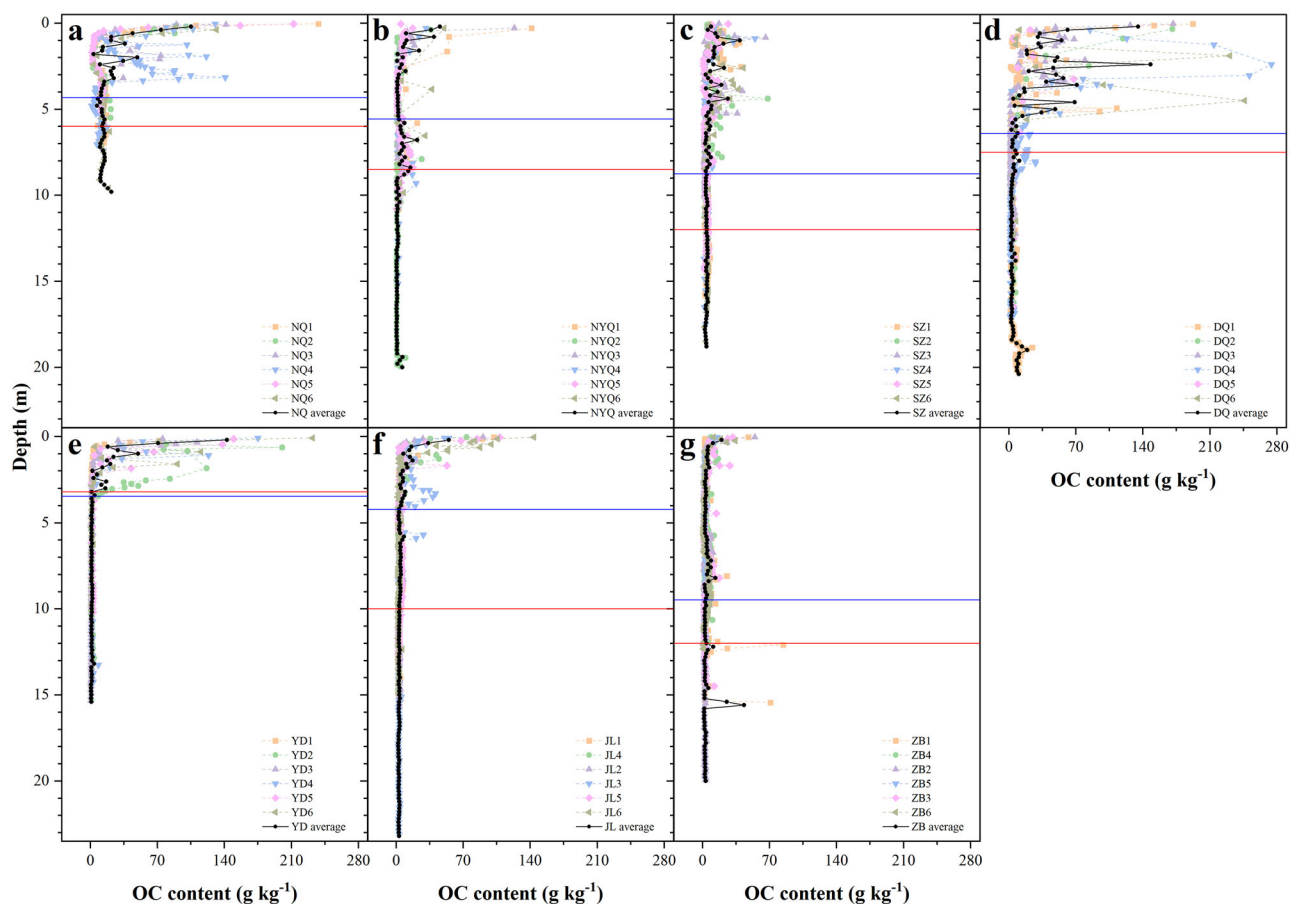 a
b
c
d
0
5
10
15
20
NQ1
NQ2
NQ3
NQ4
NQ5
NQ6
NQ average
NYQ1
NYQ2
NYQ3
NYQ4
NYQ5
NYQ6
NYQ average
SZ1
SZ2
SZ3
SZ4
SZ5
SZ6
SZ average
DQ1
DQ2
DQ3
DQ4
DQ5
DQ6
DQ average
0 70 140 210 280
OC content (g kg-1)
Depth (m)
e
f
g
0
5
10
15
20
YD1
YD2
YD3
YD4
YD5
YD6
YD average
JL1
JL4
JL2
JL3
JL5
JL6
JL average
ZB1
ZB4
ZB2
ZB5
ZB3
ZB6
ZB average
0 70 140 210 280
0 70 140 210 280
0 70 140 210 280
OC content (g kg-1)
OC content (g kg-1)
OC content (g kg-1)